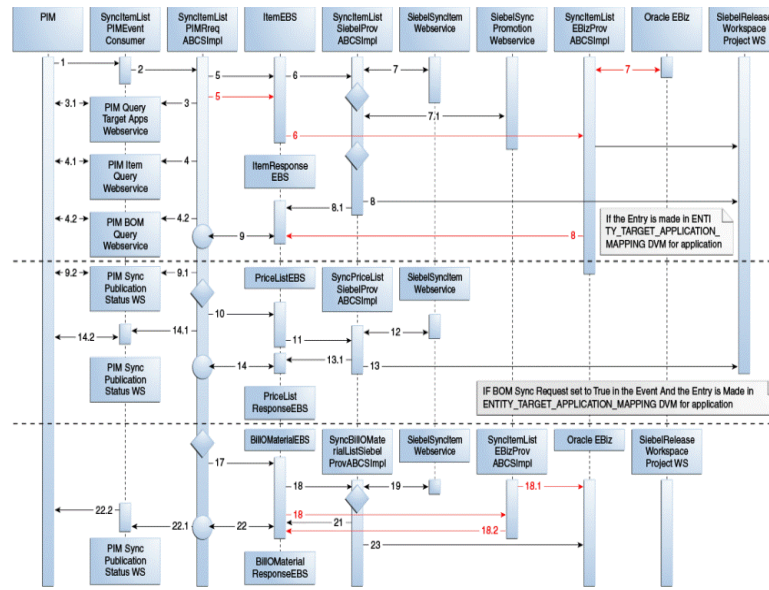 PIM
SyncItemList
PIMEvent
Consumer
SyncItemList
PIMRreq
ABCSImpl
ItemEBS
SyncItemList
SiebelProv
ABCSImpl
SiebelSyncItem
Webservice
SiebelSync
Promotion
Webservice
SyncItemList
EBizProv
ABCSImpl
Oracle EBiz
SiebelRelease
Workspace
Project WS
1
2
5
6
7
7
3.1
PIM Query
Target Apps
Webservice
3
5
7.1
6
4.1
PIM Item
Query
Webservice
4
ItemResponse
EBS
8
8.1
4.2
PIM BOM
Query
Webservice
4.2
9
8
If the Entry is made in ENTI
TY_TARGET_APPLICATION_
MAPPING DVM for application
9.2
PIM Sync
Publication
Status WS
9.1
PriceListEBS
SyncPriceList
SiebelProv
ABCSImpl
SiebelSyncItem
Webservice
10
11
12
14.2
14.1
13.1
14
13
PIM Sync
Publication
Status WS
PriceList
ResponseEBS
IF BOM Sync Request set to True in the Event And the Entry is Made in
ENTITY_TARGET_APPLICATION_MAPPING DVM for application
BillOMaterialEBS
SyncBillOMate
rialListSiebel
ProvABCSImpl
SiebelSyncItem
Webservice
SyncItemList
EBizProv
ABCSImpl
Oracle EBiz
SiebelRelease
Workspace
Project WS
17
18
19
18.1
22.2
18
21
22.1
22
18.2
23
PIM Sync
Publication
Status WS
BillOMaterial
ResponseEBS